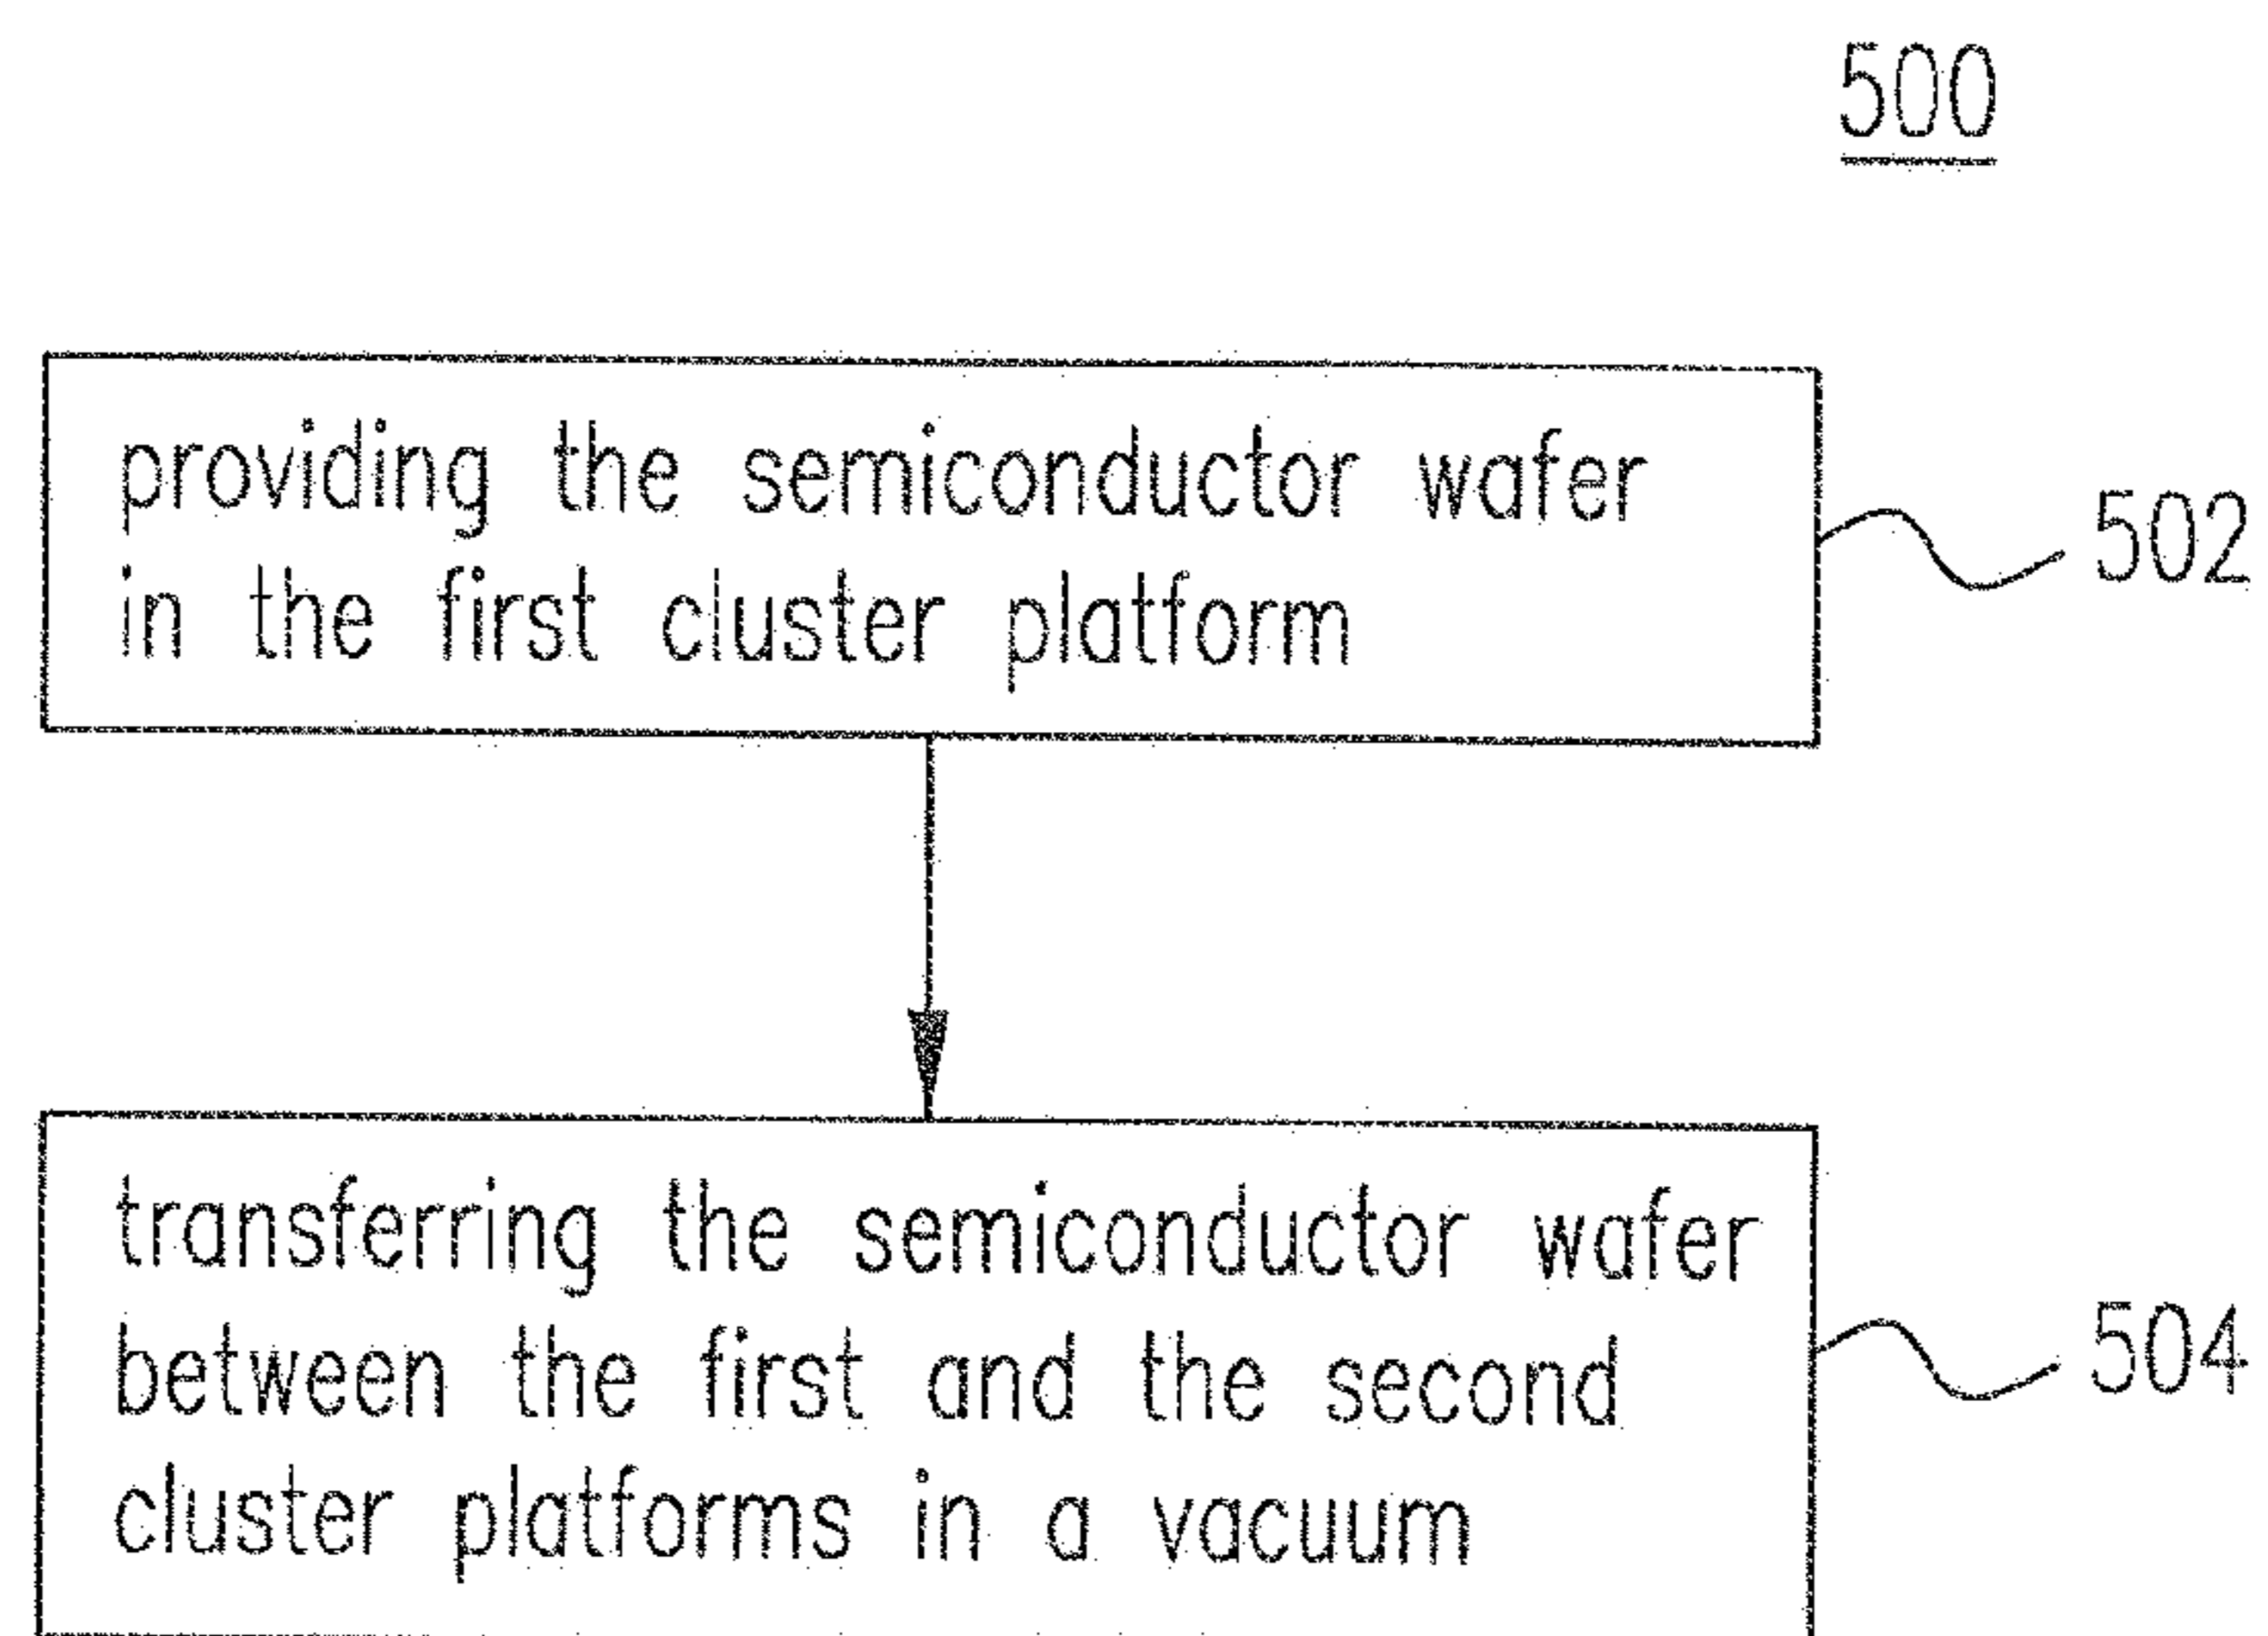 500
providing the semiconductor wafer
in the first cluster platform
502
transferring the semiconductor wafer
between the first and the second
cluster platforms in a vacuum
504